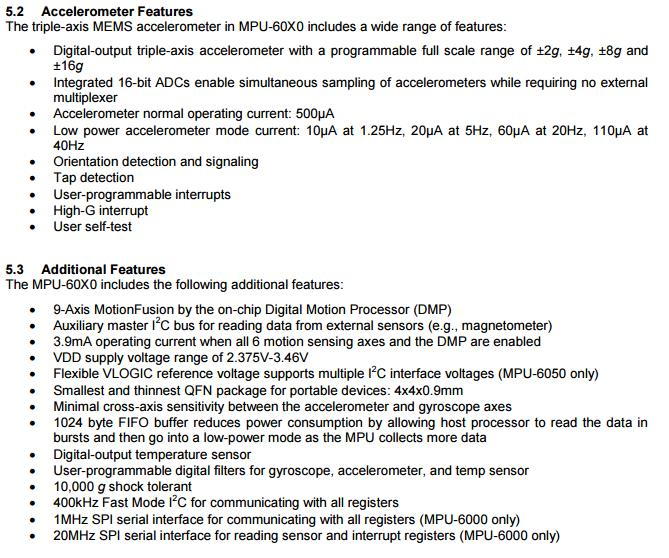 5.2 Accelerometer Features
The triple-axis MEMS accelerometer in MPU-60X0 includes a wide range of features:
• Digital-output triple-axis accelerometer with a programmable full scale range of ±2g, ±4g, ±8g and
±16g
• Integrated 16-bit ADCs enable simultaneous sampling of accelerometers while requiring no external
multiplexer
• Accelerometer normal operating current: 500µA
• Low power accelerometer mode current: 10µA at 1.25Hz, 20µA at 5Hz, 60µA at 20Hz, 110µA at
40Hz
• Orientation detection and signaling
• Tap detection
• User-programmable interrupts
• High-G interrupt
• User self-test
5.3 Additional Features
The MPU-60X0 includes the following additional features:
• 9-Axis MotionFusion by the on-chip Digital Motion Processor (DMP)
• Auxiliary master I²C bus for reading data from external sensors (e.g., magnetometer)
• 3.9mA operating current when all 6 motion sensing axes and the DMP are enabled
• VDD supply voltage range of 2.375V-3.46V
• Flexible VLOGIC reference voltage supports multiple I²C interface voltages (MPU-6050 only)
• Smallest and thinnest QFN package for portable devices: 4x4x0.9mm
• Minimal cross-axis sensitivity between the accelerometer and gyroscope axes
• 1024 byte FIFO buffer reduces power consumption by allowing host processor to read the data in
bursts and then go into a low-power mode as the MPU collects more data
• Digital-output temperature sensor
• User-programmable digital filters for gyroscope, accelerometer, and temp sensor
• 10,000 g shock tolerant
• 400kHz Fast Mode I²C for communicating with all registers
• 1MHz SPI serial interface for communicating with all registers (MPU-6000 only)
• 20MHz SPI serial interface for reading sensor and interrupt registers (MPU-6000 only)